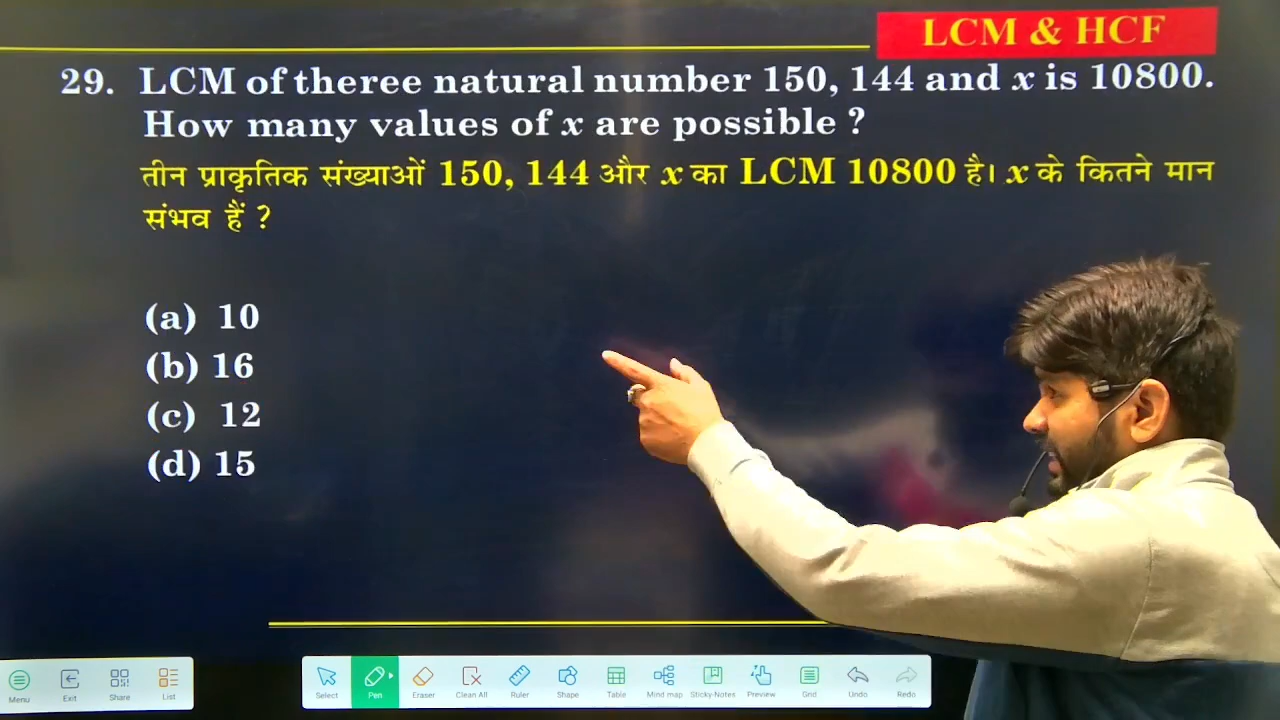 LCM & HCF
29. LCM of theree natural number 150, 144 and x is 10800.
How many values of x are possible ?
तीन प्राकृतिक संख्याओं 150, 144 और x का LCM 10800 है। x के कितने मान
संभव हैं ?
(a) 10
(b) 16
(c) 12
(d) 15
Menu Exit Share List Select Pen Eraser Clean All Ruler Shape Table Mind map Sticky-Notes Preview Grid Undo Redo